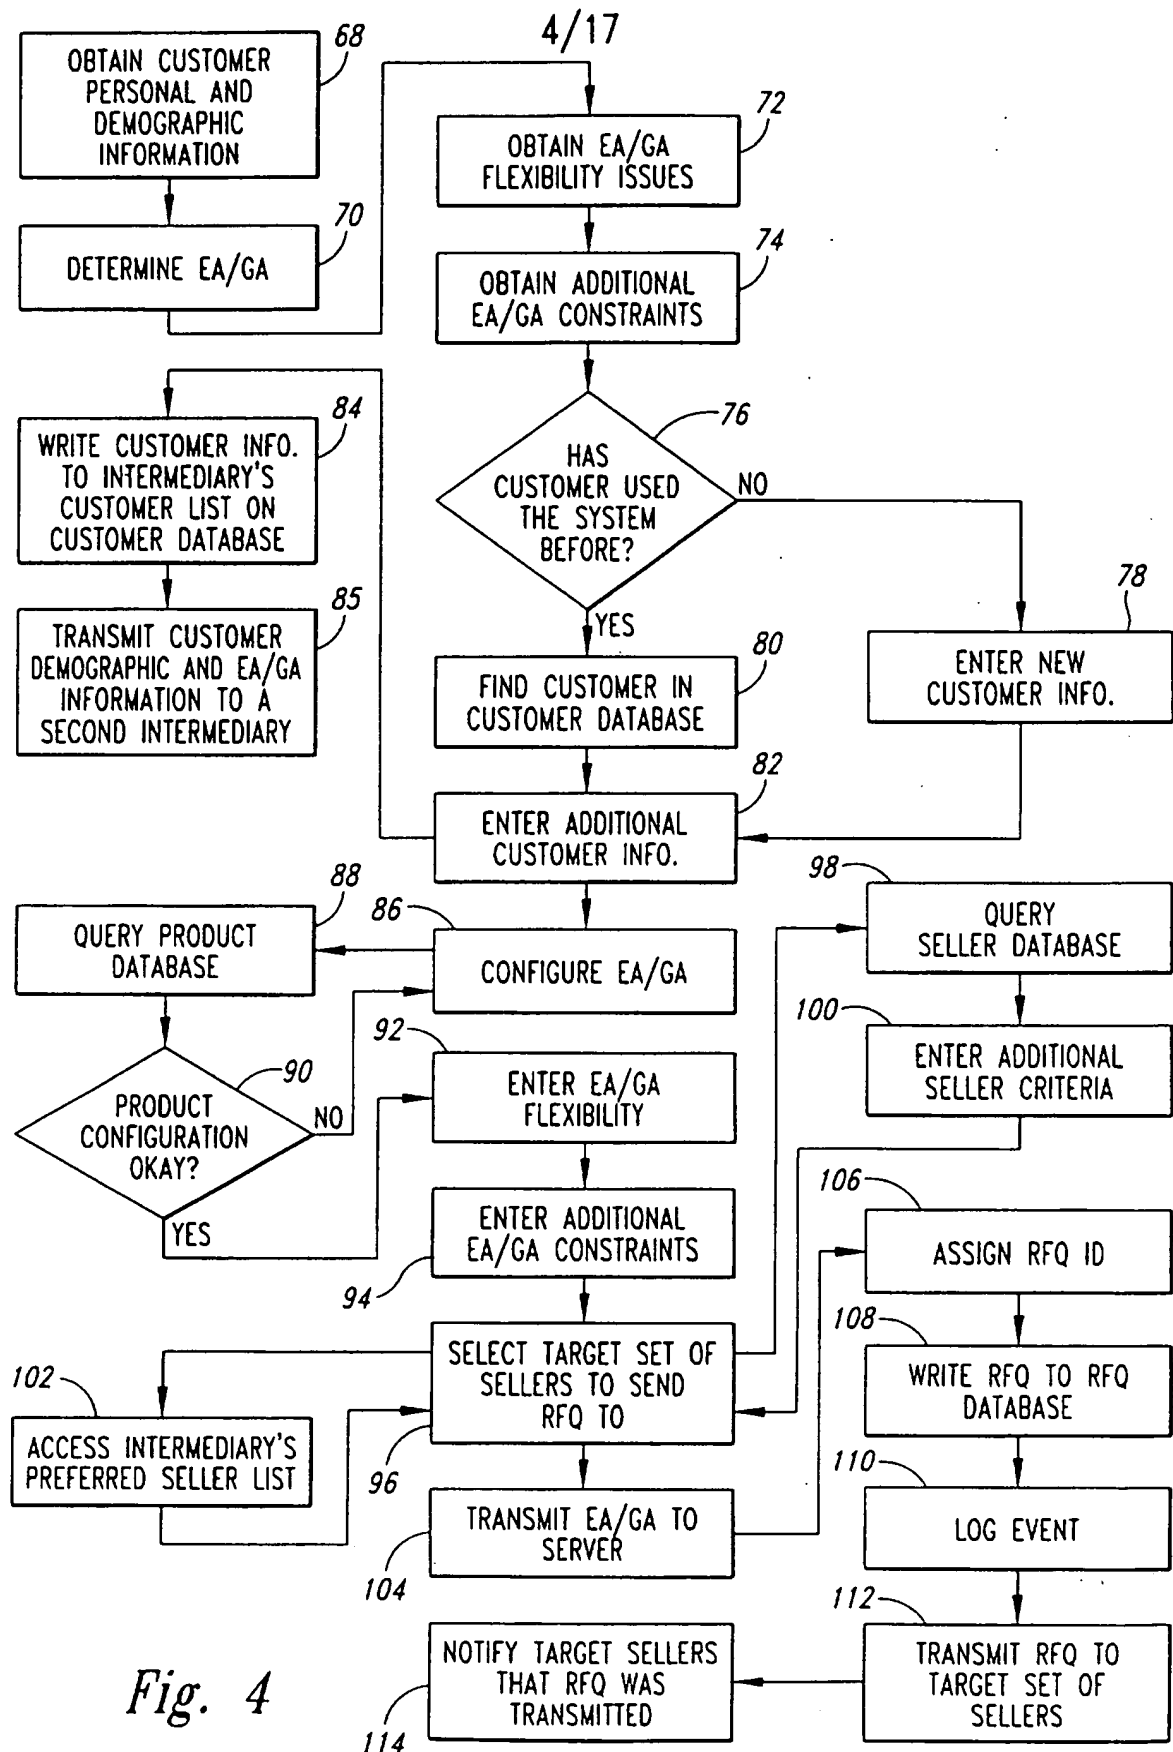 4/17
68
OBTAIN CUSTOMER
PERSONAL AND
DEMOGRAPHIC
INFORMATION
70
DETERMINE EA/GA
72
OBTAIN EA/GA
FLEXIBILITY ISSUES
74
OBTAIN ADDITIONAL
EA/GA CONSTRAINTS
76
HAS
CUSTOMER USED
THE SYSTEM
BEFORE?
NO
YES
78
ENTER NEW
CUSTOMER INFO.
80
FIND CUSTOMER IN
CUSTOMER DATABASE
82
ENTER ADDITIONAL
CUSTOMER INFO.
84
WRITE CUSTOMER INFO.
TO INTERMEDIARY'S
CUSTOMER LIST ON
CUSTOMER DATABASE
85
TRANSMIT CUSTOMER
DEMOGRAPHIC AND EA/GA
INFORMATION TO A
SECOND INTERMEDIARY
86
CONFIGURE EA/GA
88
QUERY PRODUCT
DATABASE
90
PRODUCT
CONFIGURATION
OKAY?
NO
YES
92
ENTER EA/GA
FLEXIBILITY
ENTER ADDITIONAL
EA/GA CONSTRAINTS
94
SELECT TARGET SET OF
SELLERS TO SEND
RFQ TO
96
98
QUERY
SELLER DATABASE
100
ENTER ADDITIONAL
SELLER CRITERIA
102
ACCESS INTERMEDIARY'S
PREFERRED SELLER LIST
TRANSMIT EA/GA TO
SERVER
104
106
ASSIGN RFQ ID
108
WRITE RFQ TO RFQ
DATABASE
110
LOG EVENT
112
TRANSMIT RFQ TO
TARGET SET OF
SELLERS
NOTIFY TARGET SELLERS
THAT RFQ WAS
TRANSMITTED
114
Fig. 4